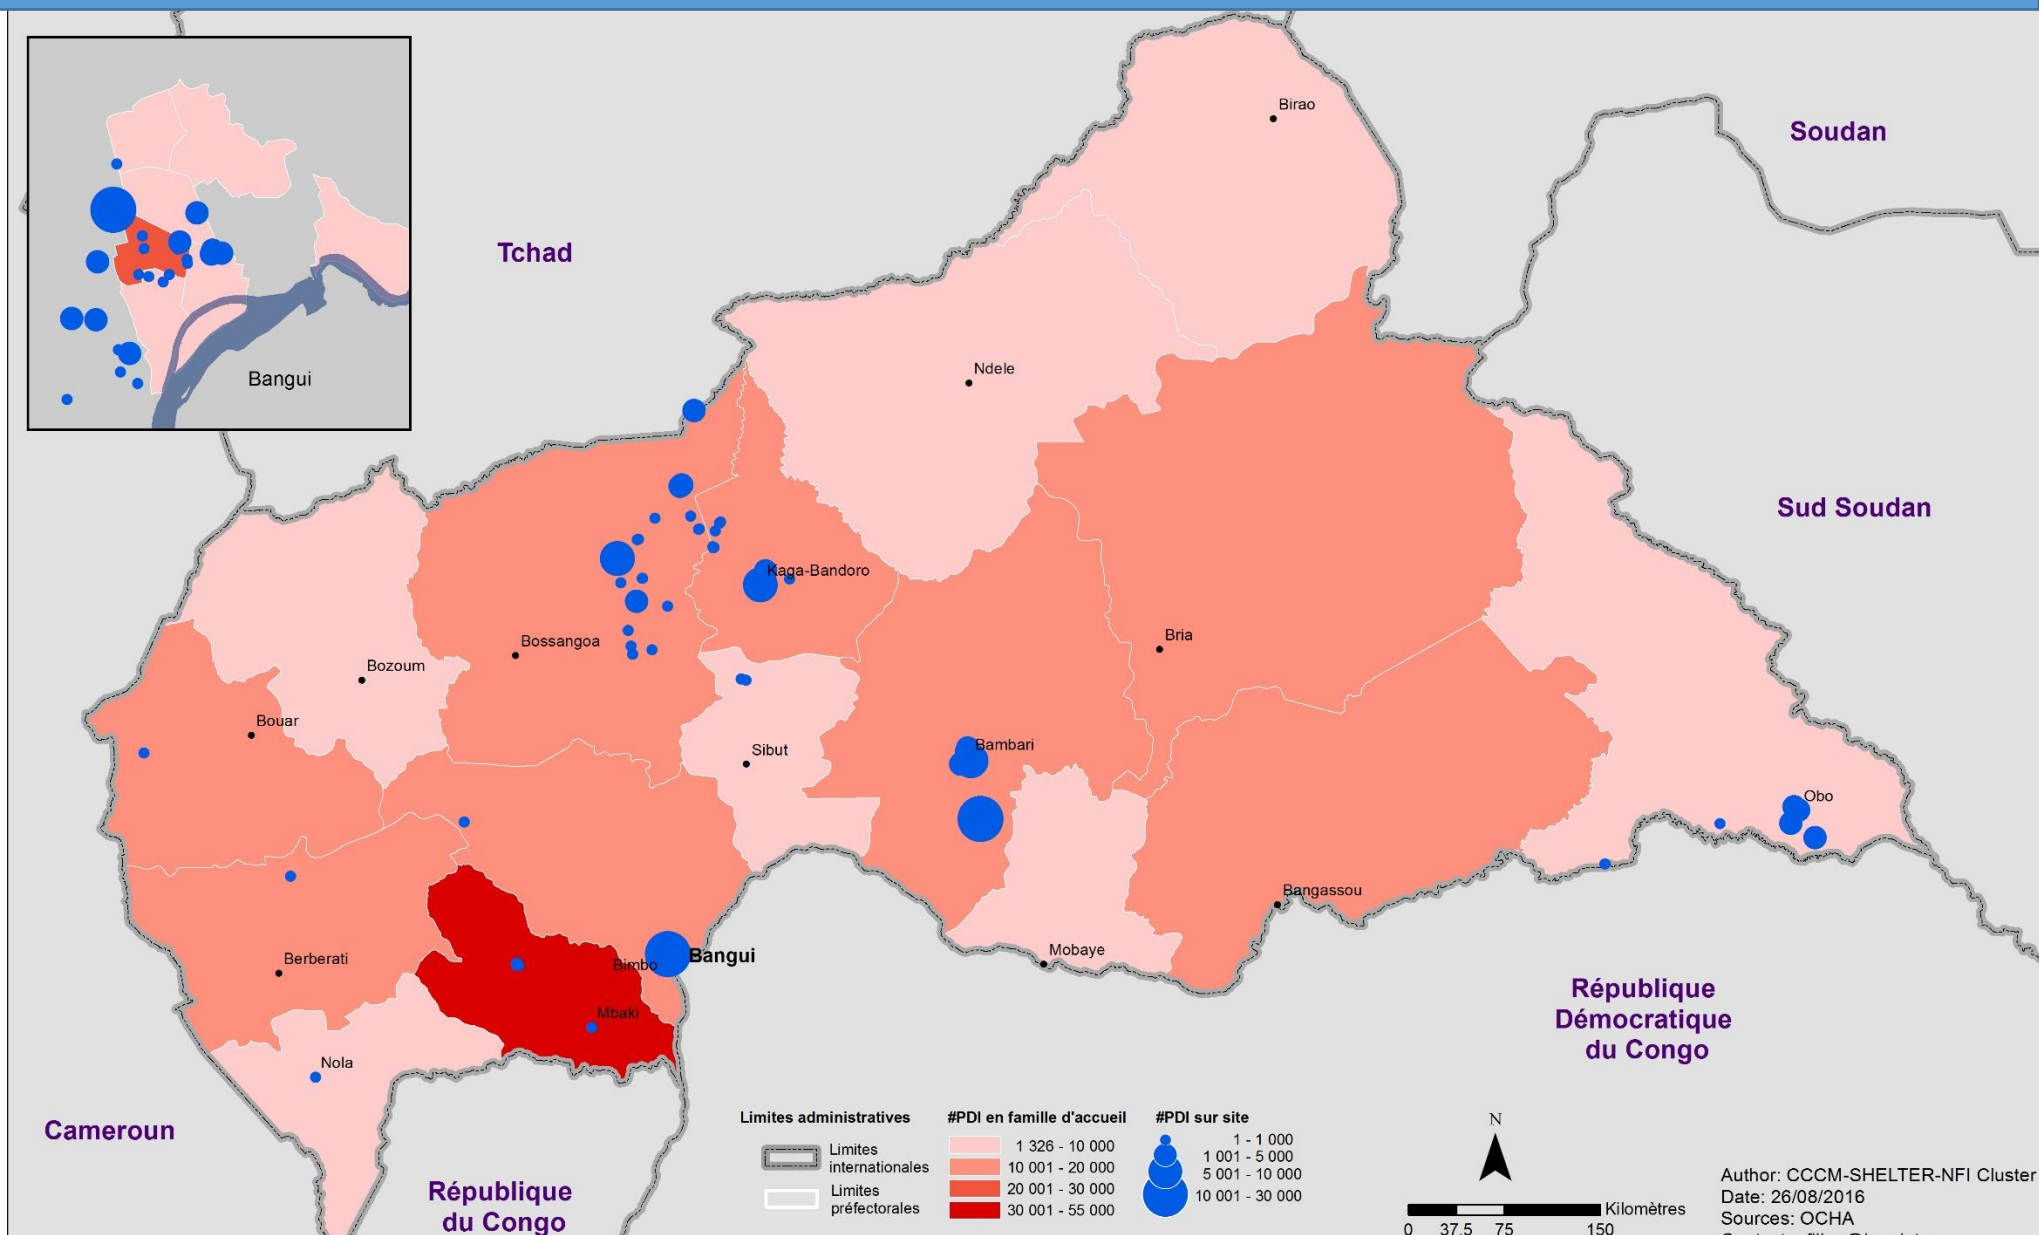 Birao
Soudan
Tchad
Bangui
Ndele
Sud Soudan
Kaga-Bandoro
Bossangoa
Bria
Bozoum
Bouar
Sibut
Bambari
Obo
Bangassou
Mobaye
Berberati
Bimbo
Bangui
Mbaki
Nola
République
Démocratique
du Congo
Cameroun
République
du Congo
Limites administratives
Limites
internationales
Limites
préfectorales
#PDI en famille d'accueil
1 326 - 10 000
10 001 - 20 000
20 001 - 30 000
30 001 - 55 000
#PDI sur site
1 - 1 000
1 001 - 5 000
5 001 - 10 000
10 001 - 30 000
N
Kilomètres
0 37,5 75 150
Author: CCCM-SHELTER-NFI Cluster
Date: 26/08/2016
Sources: OCHA